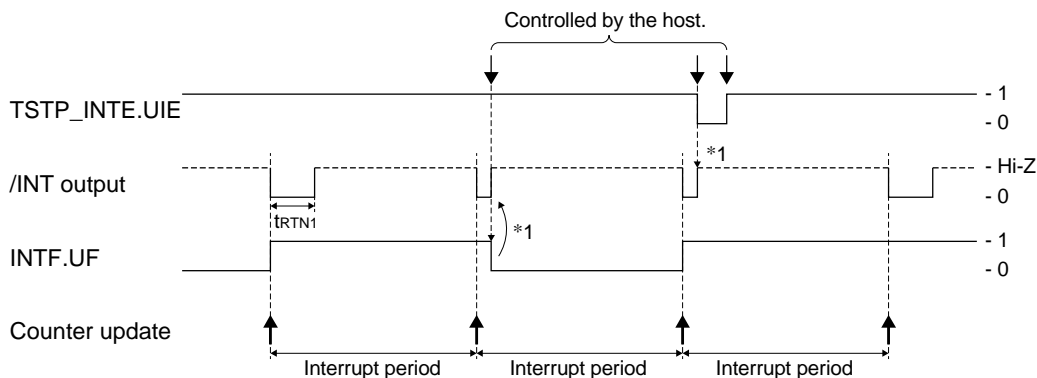 Controlled by the host.
TSTP_INTE.UIE
- 1
- 0
*1
/INT output
- Hi-Z
- 0
tRTN1
*1
INTF.UF
- 1
- 0
Counter update
Interrupt period Interrupt period Interrupt period